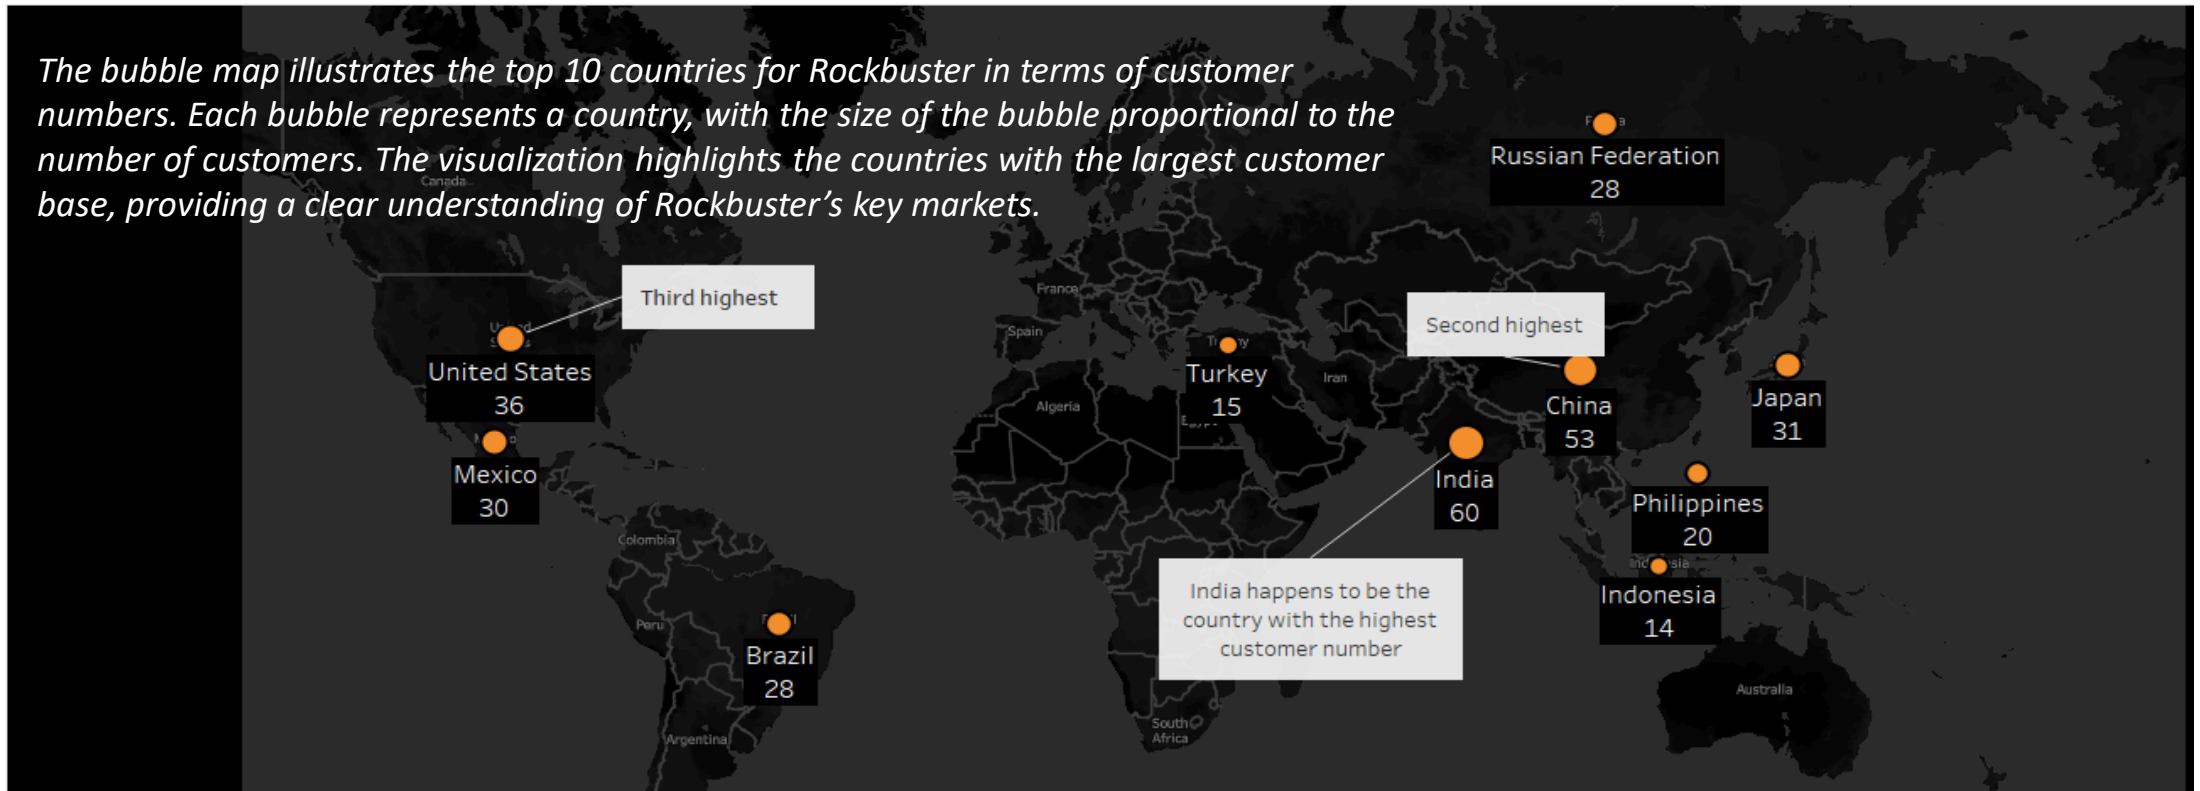 The bubble map illustrates the top 10 countries for Rockbuster in terms of customer
numbers. Each bubble represents a country, with the size of the bubble proportional to the
number of customers. The visualization highlights the countries with the largest customer
base, providing a clear understanding of Rockbuster’s key markets.
Canada
Russian Federation
28
Third highest
France
Spain
Second highest
United States
36
Turkey
15
Iran
China
53
Japan
31
Algeria
Mexico
30
India
60
Philippines
20
Colombia
Indonesia
14
India happens to be the
country with the highest
customer number
Peru
Brazil
28
Australia
South
Africa
Argentina